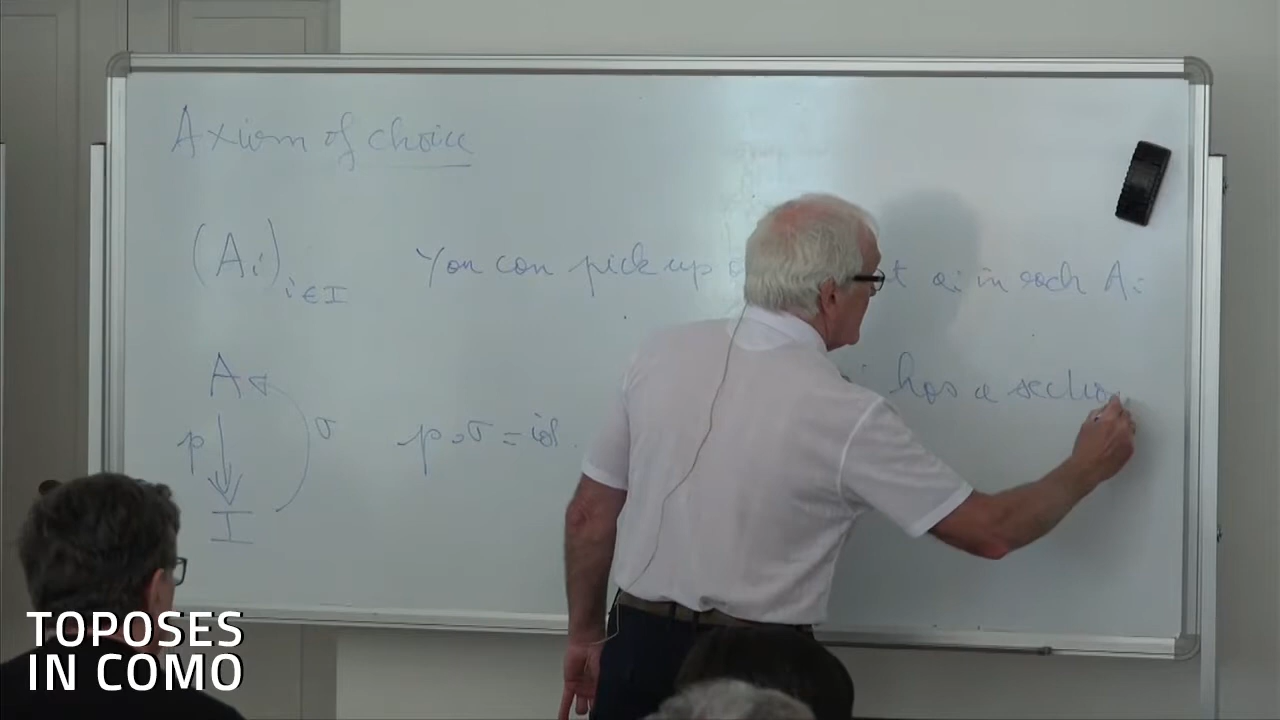 Axiom of choice
(Ai)i∈I You can pick up t ai in each Ai
A
has a section
p σ p∘σ = id.
I
TOPOSES
IN COMO